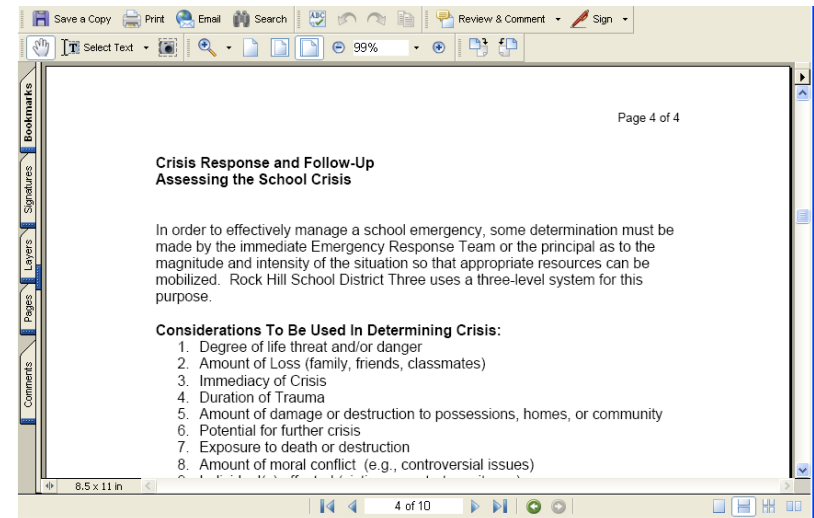 Save a Copy Print Email Search Review & Comment Sign
Select Text 99%
Bookmarks
Signatures
Layers
Pages
Comments
Page 4 of 4
Crisis Response and Follow-Up
Assessing the School Crisis
In order to effectively manage a school emergency, some determination must be
made by the immediate Emergency Response Team or the principal as to the
magnitude and intensity of the situation so that appropriate resources can be
mobilized. Rock Hill School District Three uses a three-level system for this
purpose.
Considerations To Be Used In Determining Crisis:
1. Degree of life threat and/or danger
2. Amount of Loss (family, friends, classmates)
3. Immediacy of Crisis
4. Duration of Trauma
5. Amount of damage or destruction to possessions, homes, or community
6. Potential for further crisis
7. Exposure to death or destruction
8. Amount of moral conflict (e.g., controversial issues)
8.5 x 11 in
4 of 10